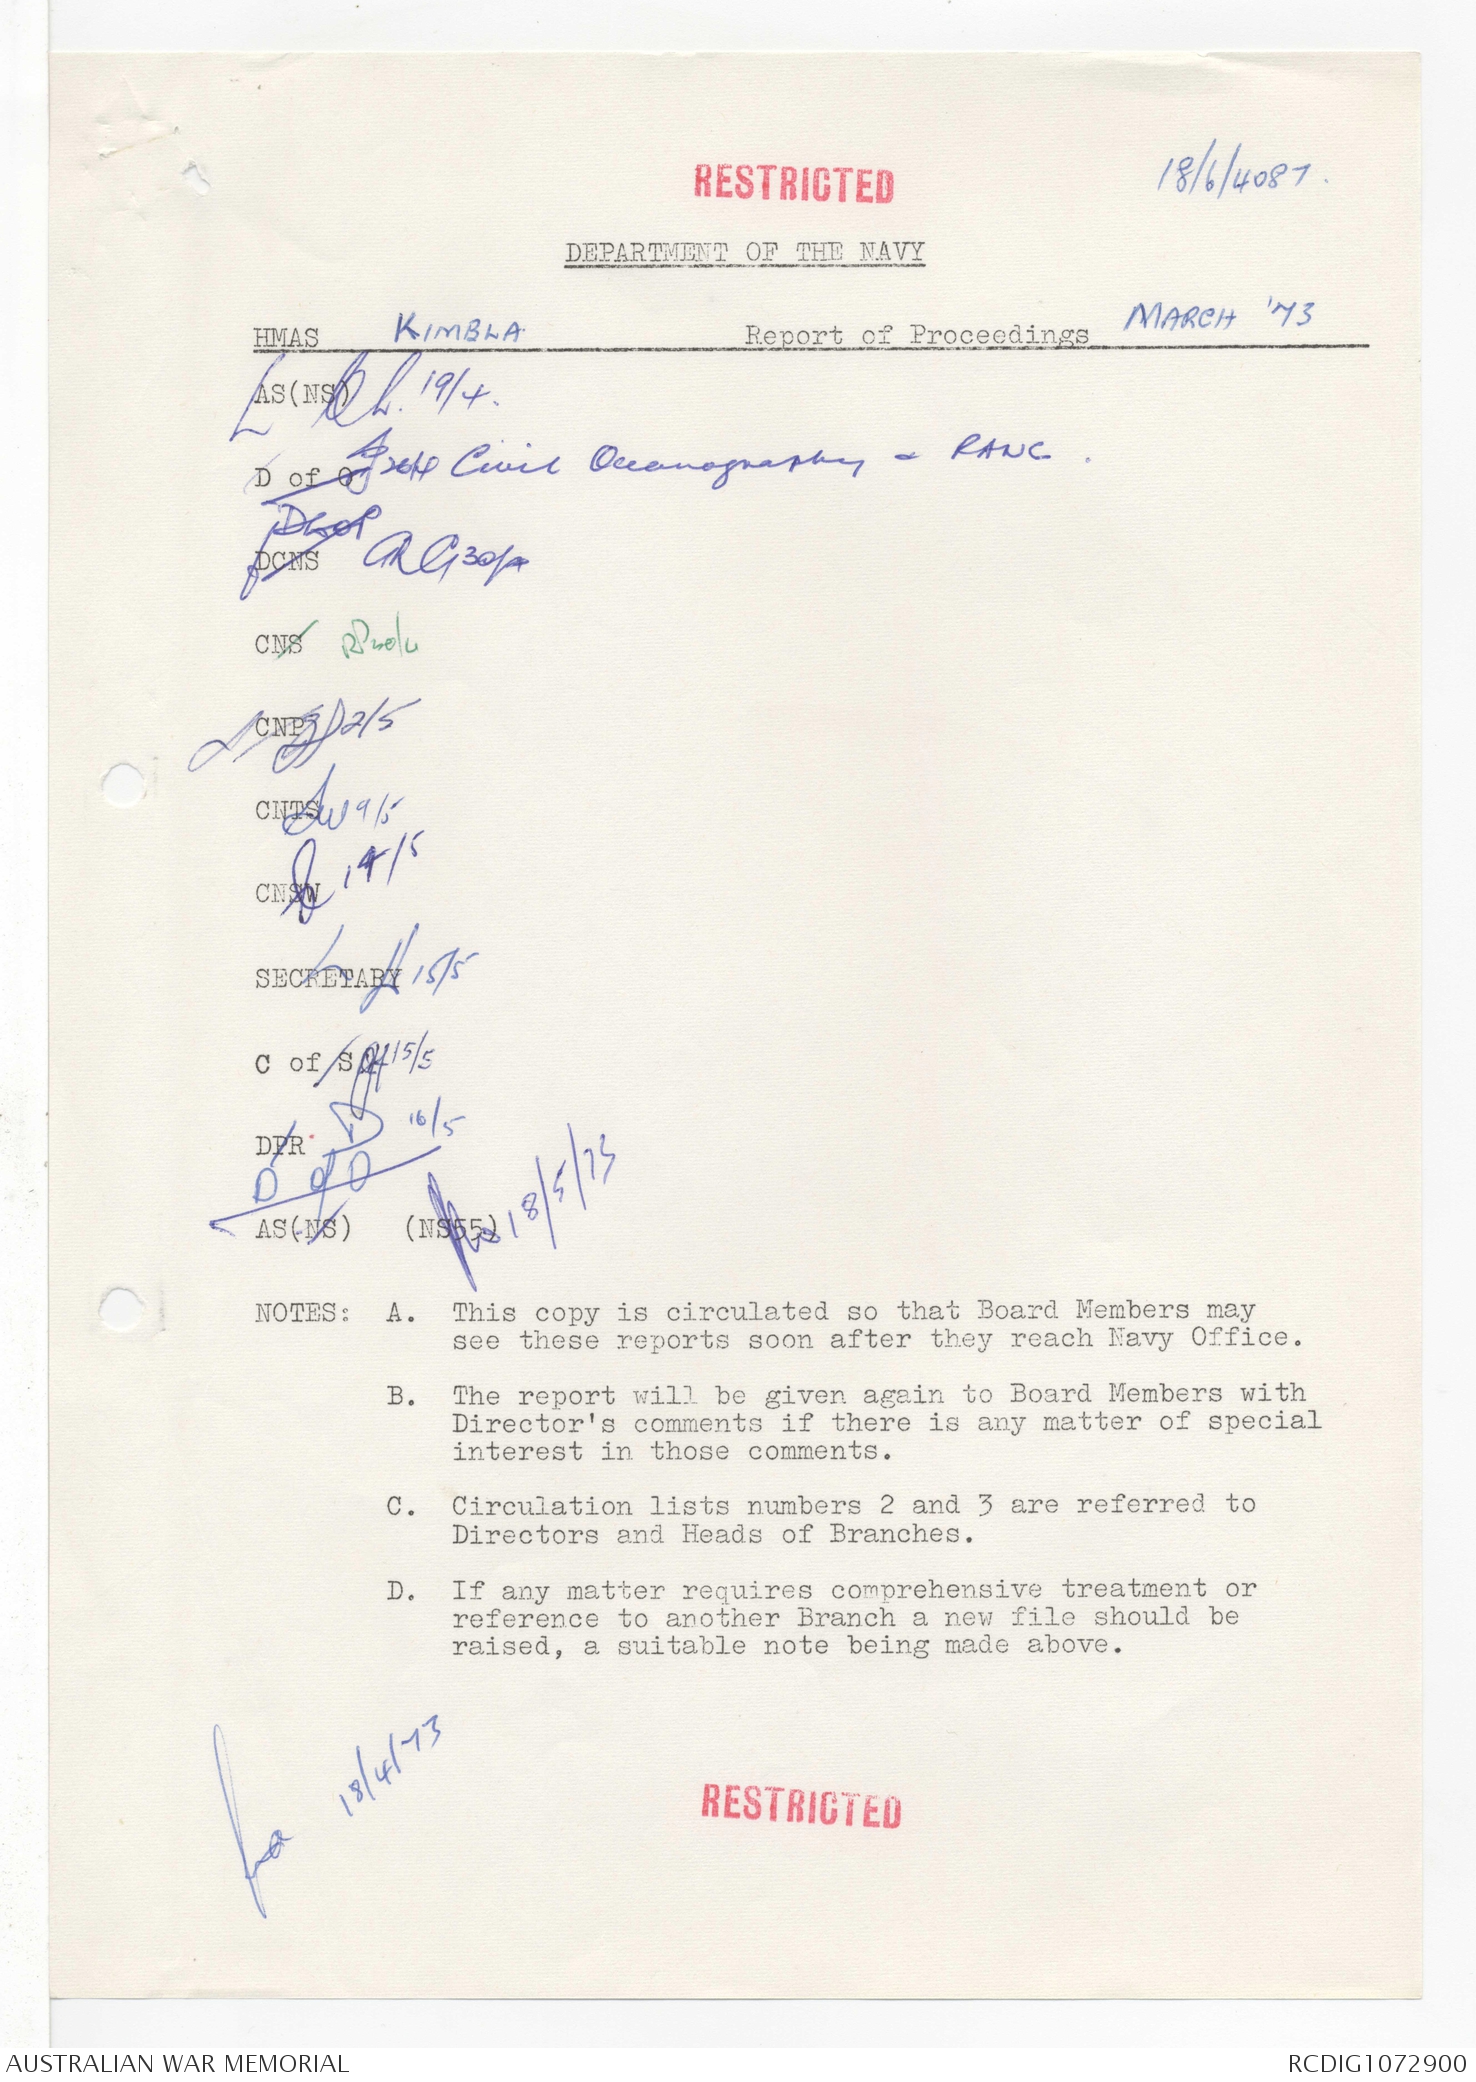 RESTRICTED
18/6/4087.
DEPARTMENT OF THE NAVY
HMAS KIMBLA Report of Proceedings MARCH '73
AS(NS) 19/4.
D of O Civil Oceanography RANC.
DCNS
CNS
CNP 2/5
CNTS 9/5
CNSW 14/5
SECRETARY 15/5
C of S 15/5
DPR 16/5
D of O
AS(NS) (NS55) 18/5/73
NOTES: A. This copy is circulated so that Board Members may
see these reports soon after they reach Navy Office.
B. The report will be given again to Board Members with
Director's comments if there is any matter of special
interest in those comments.
C. Circulation lists numbers 2 and 3 are referred to
Directors and Heads of Branches.
D. If any matter requires comprehensive treatment or
reference to another Branch a new file should be
raised, a suitable note being made above.
18/4/73
RESTRICTED
AUSTRALIAN WAR MEMORIAL RCDIG1072900